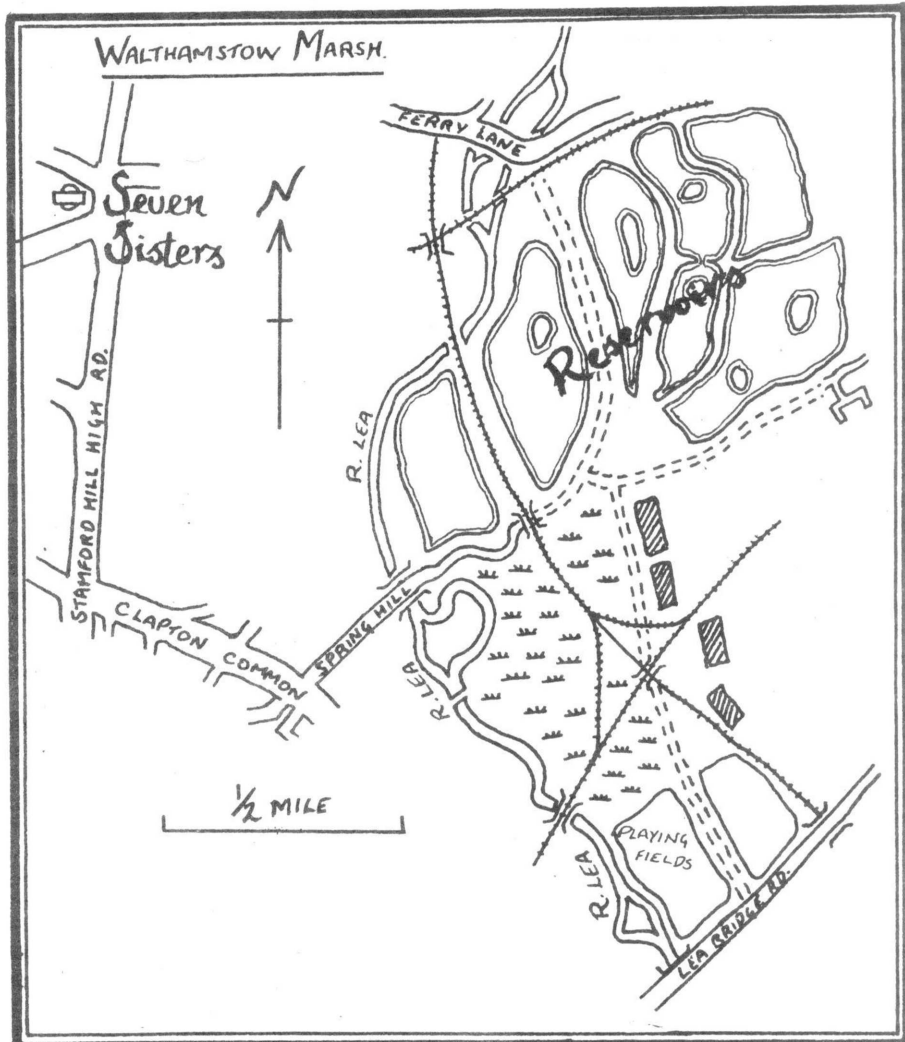 WALTHAMSTOW MARSH.
FERRY LANE
Seven
Sisters
N
Reservoirs
STAMFORD HILL HIGH RD.
R. LEA
CLAPTON COMMON
SPRING HILL
R. LEA
½ MILE
PLAYING
FIELDS
R. LEA
LEA BRIDGE RD.